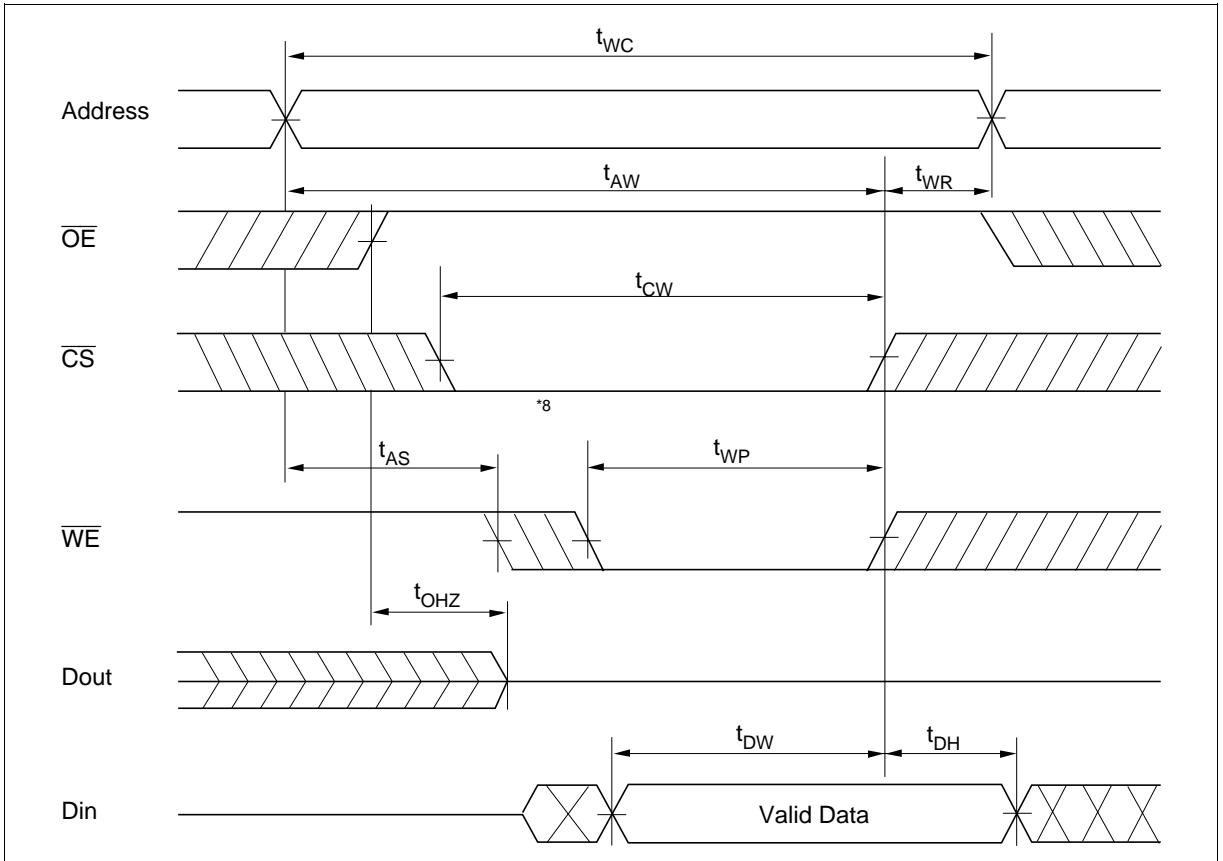 tWC
Address
tAW
tWR
OE
tCW
CS
*8
tAS
tWP
WE
tOHZ
Dout
tDW
tDH
Din
Valid Data